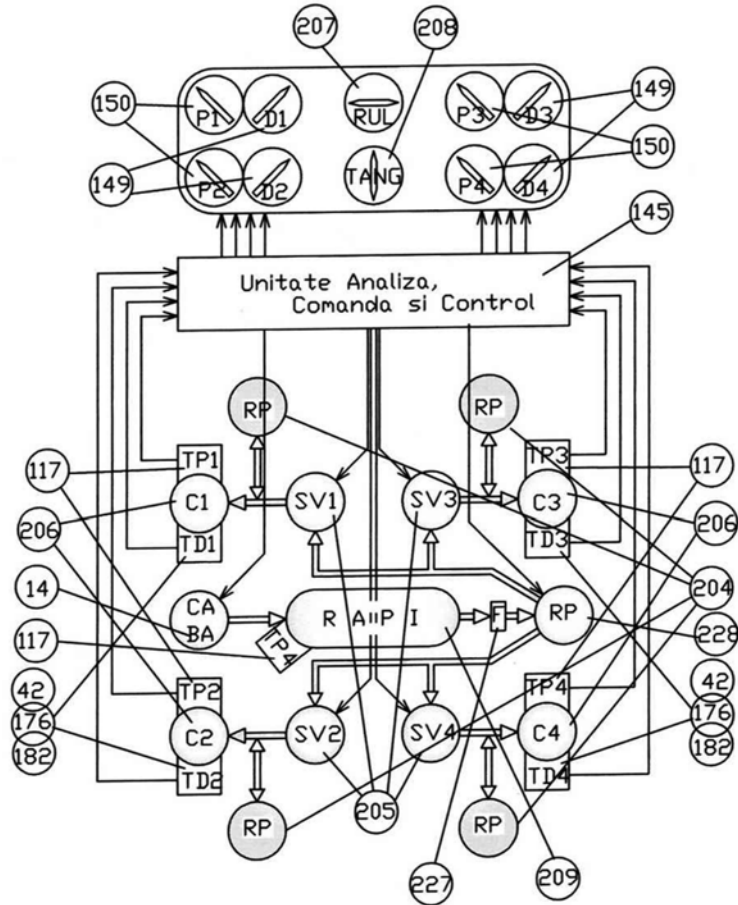 207 208
150 P1 D1 RUL P3 D3 149
150
149 P2 D2 TANG P4 D4
145
Unitate Analiza,
Comanda si Control
RP RP
117 TP1 TP3 117
206 C1 SV1 SV3 C3 206
TD1 TD3
204
14 CA
BA R A P I F RP 228
117 TP4
42 TP2 TP4 42
176 C2 SV2 SV4 C4 176
182 TD2 TD4 182
RP 205 RP
227 209